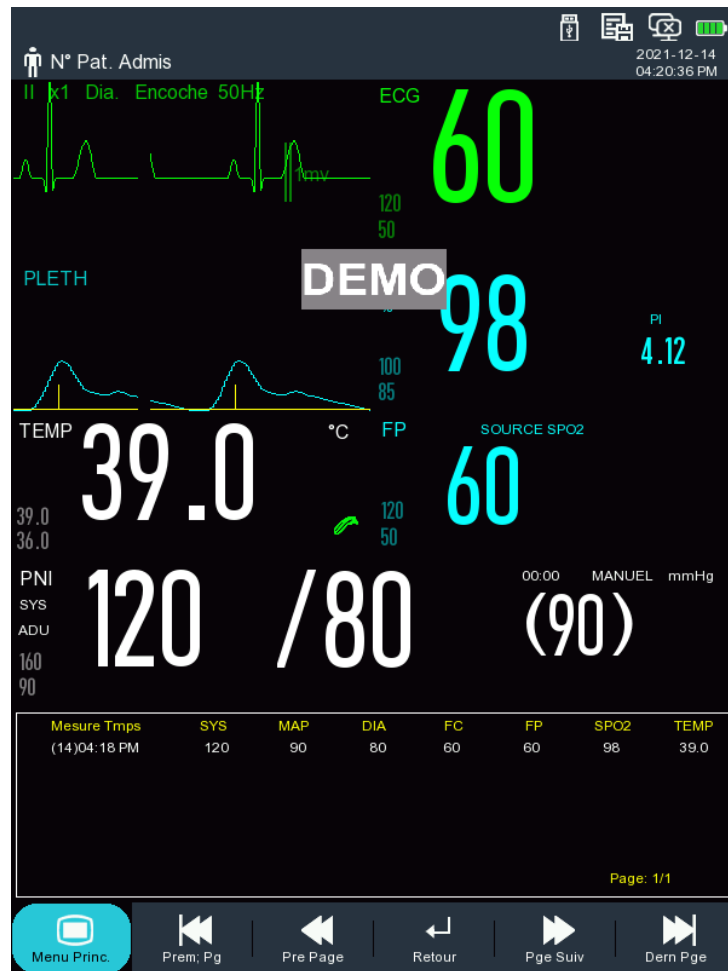 2021-12-14
N° Pat. Admis
04:20:36 PM
II x1 Dia. Encoche 50Hz
ECG
60
1mv
120
50
PLETH
DEMO
98
PI
4.12
100
85
TEMP
39.0
°C
FP
SOURCE SPO2
60
39.0
36.0
120
50
PNI
SYS
ADU
160
90
120 /80
00:00 MANUEL mmHg
(90)
Mesure Tmps SYS MAP DIA FC FP SPO2 TEMP
(14)04:18 PM 120 90 80 60 60 98 39.0
Page: 1/1
Menu Princ. Prem; Pg Pre Page Retour Pge Suiv Dern Pge